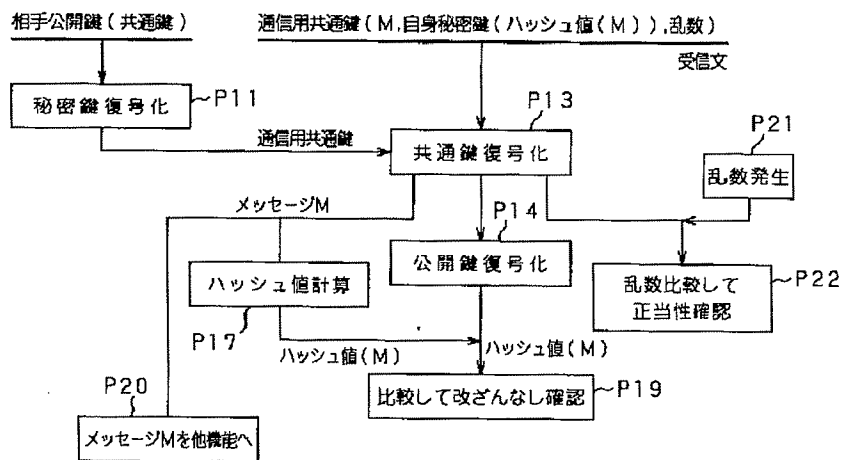 相手公開鍵(共通鍵)
通信用共通鍵(M,自身秘密鍵(ハッシュ値(M)),乱数)
受信文
秘密鍵復号化
P11
P13
通信用共通鍵
共通鍵復号化
P21
乱数発生
メッセージM
P14
公開鍵復号化
ハッシュ値計算
P17
乱数比較して
正当性確認
P22
ハッシュ値(M)
ハッシュ値(M)
P20
比較して改ざんなし確認
P19
メッセージMを他機能へ